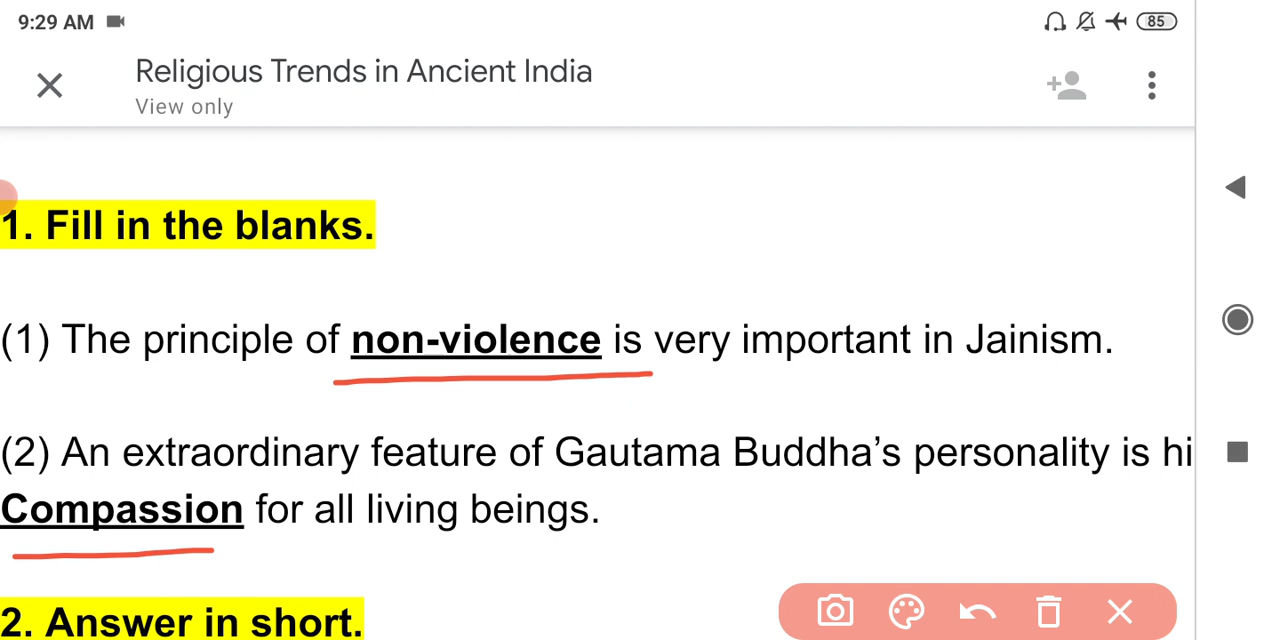 9:29 AM
85
Religious Trends in Ancient India
View only
1. Fill in the blanks.
(1) The principle of non-violence is very important in Jainism.
(2) An extraordinary feature of Gautama Buddha’s personality is hi
Compassion for all living beings.
2. Answer in short.